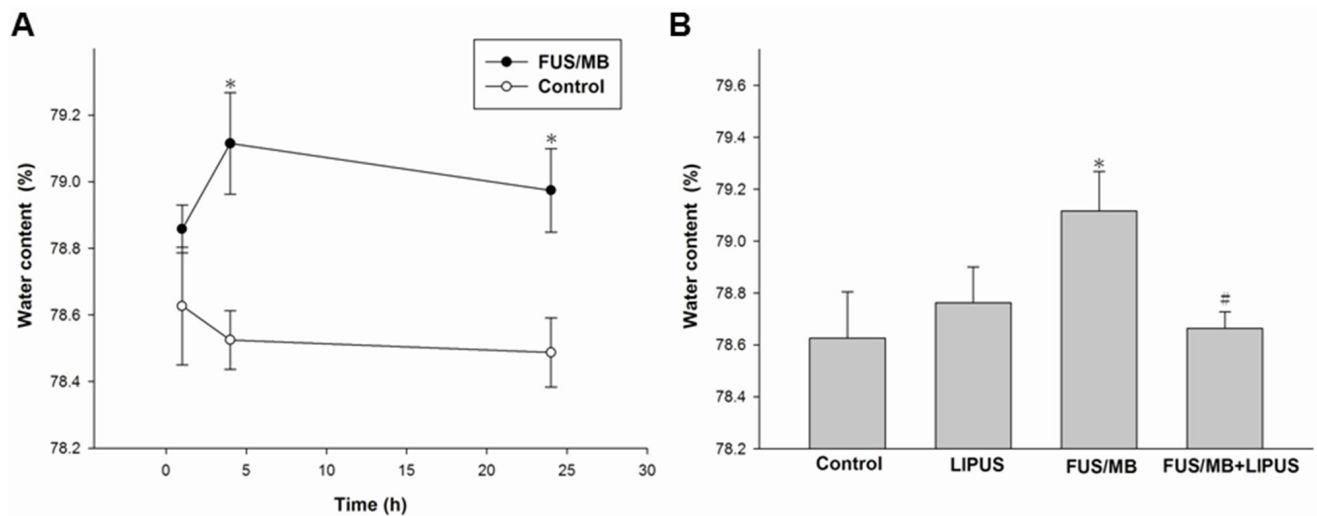 A
FUS/MB
Control
*
*
79.2
79.0
78.8
78.6
78.4
78.2
Water content (%)
0 5 10 15 20 25 30
Time (h)
B
79.6
79.4
79.2
79.0
78.8
78.6
78.4
78.2
Water content (%)
*
#
Control LIPUS FUS/MB FUS/MB+LIPUS